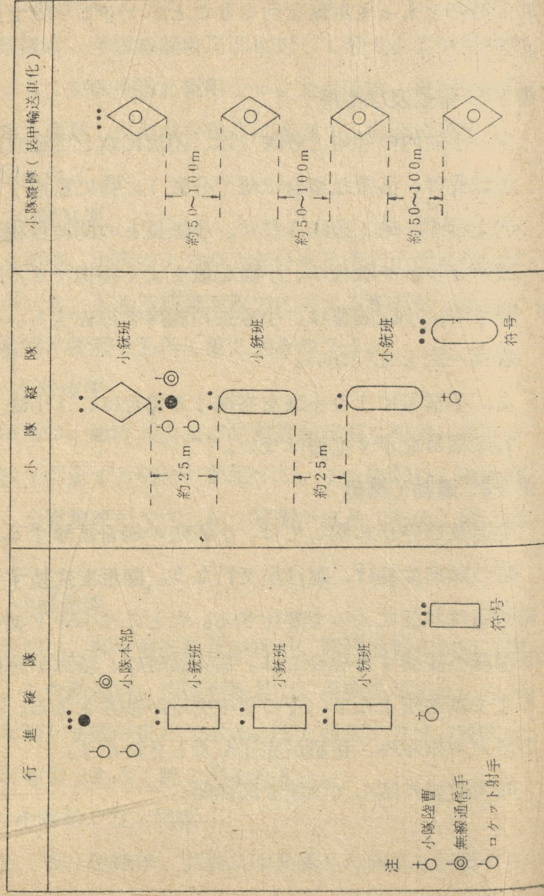 行進縦隊
小隊縦隊
小隊縦隊(装甲輸送車化)
小隊本部
小銃班
小銃班
小銃班
符号
注
小隊陸曹
無線通信手
ロケット射手
小銃班
約25m
小銃班
約25m
小銃班
符号
約50〜100m
約50〜100m
約50〜100m